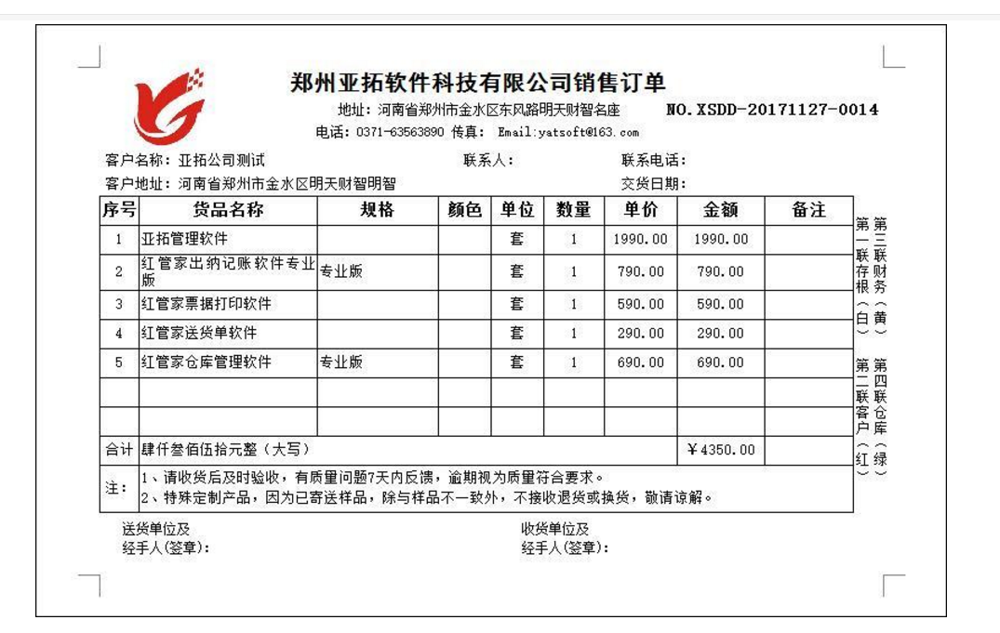 郑州亚拓软件科技有限公司销售订单
地址：河南省郑州市金水区东风路明天财智名座 NO.XSDD-20171127-0014
电话：0371-63563890 传真： Email:yatsoft@163.com
客户名称：亚拓公司测试 联系人： 联系电话：
客户地址：河南省郑州市金水区明天财智明智 交货日期：
序号 货品名称 规格 颜色 单位 数量 单价 金额 备注
1 亚拓管理软件 套 1 1990.00 1990.00
2 红管家出纳记账软件专业版 专业版 套 1 790.00 790.00
3 红管家票据打印软件 套 1 590.00 590.00
4 红管家送货单软件 套 1 290.00 290.00
5 红管家仓库管理软件 专业版 套 1 690.00 690.00
合计 肆仟叁佰伍拾元整（大写） ￥4350.00
注：
1、请收货后及时验收，有质量问题7天内反馈，逾期视为质量符合要求。
2、特殊定制产品，因为已寄送样品，除与样品不一致外，不接收退货或换货，敬请谅解。
送货单位及 收货单位及
经手人(签章)： 经手人(签章)：
第一联存根（白）
第二联客户（红）
第三联财务（黄）
第四联仓库（绿）